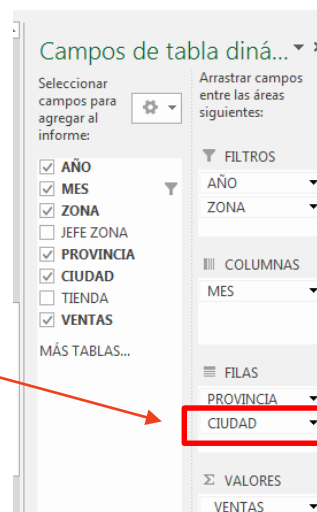 Campos de tabla diná...
Seleccionar
campos para
agregar al
informe:
AÑO
MES
ZONA
JEFE ZONA
PROVINCIA
CIUDAD
TIENDA
VENTAS
MÁS TABLAS...
Arrastrar campos
entre las áreas
siguientes:
FILTROS
AÑO
ZONA
COLUMNAS
MES
FILAS
PROVINCIA
CIUDAD
Σ VALORES
VENTAS